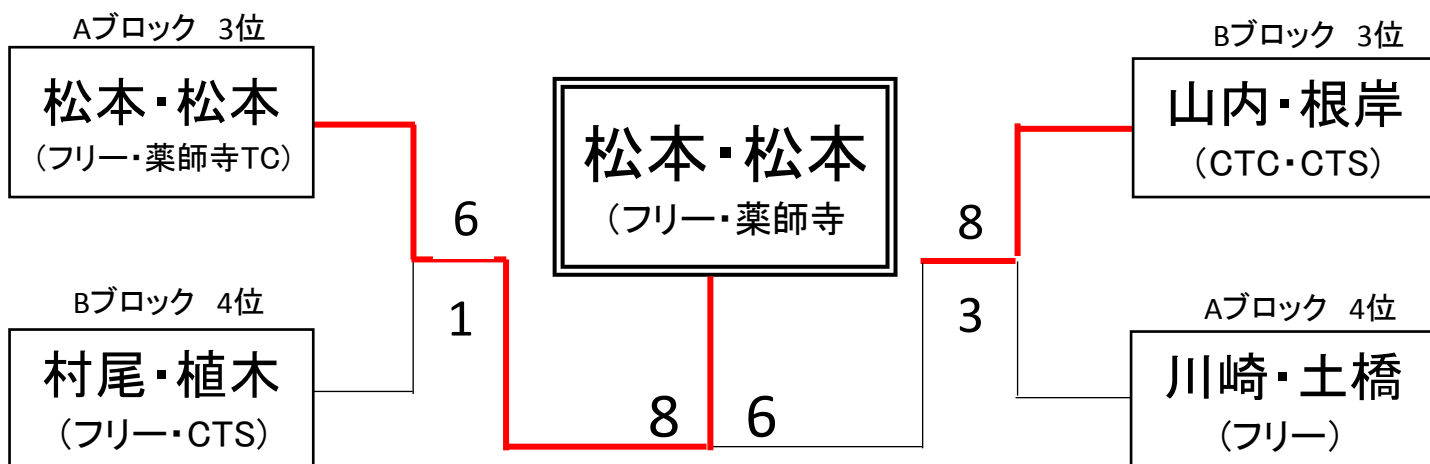 Aブロック 3位
松本・松本
(フリー・薬師寺TC)
6
1
Bブロック 4位
村尾・植木
(フリー・CTS)
松本・松本
(フリー・薬師寺
8
6
Bブロック 3位
山内・根岸
(CTC・CTS)
8
3
Aブロック 4位
川崎・土橋
(フリー)